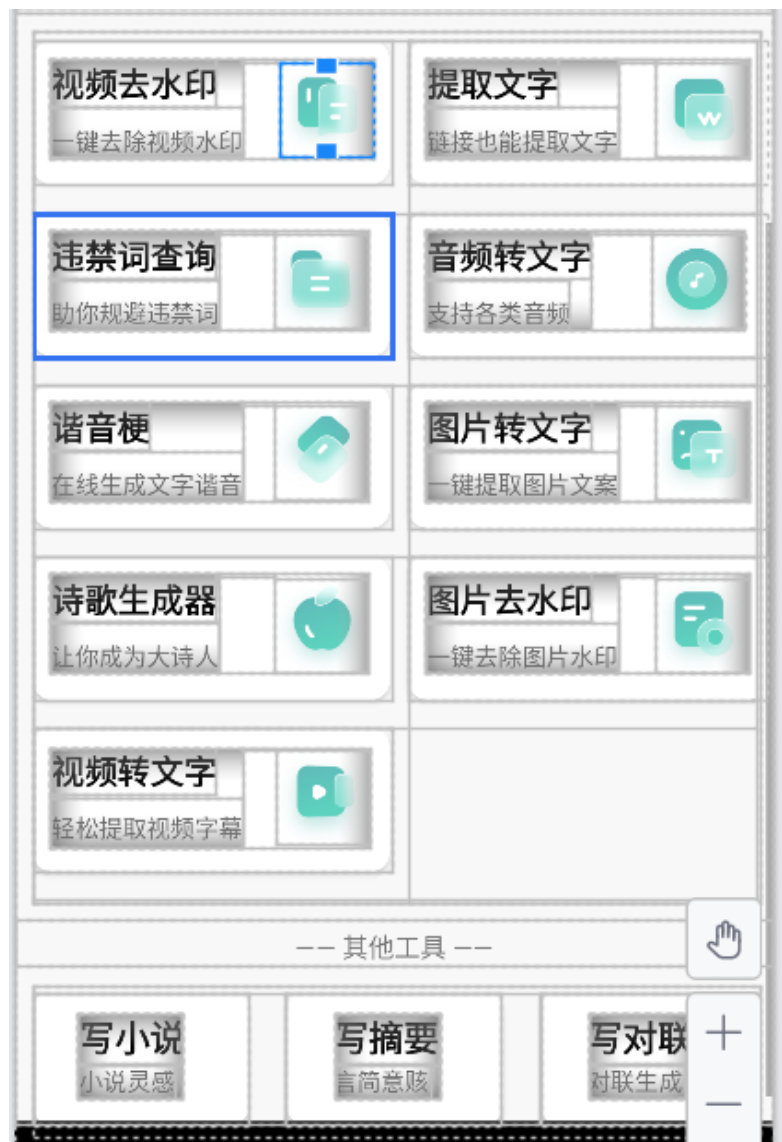 视频去水印
一键去除视频水印
提取文字
链接也能提取文字
违禁词查询
助你规避违禁词
音频转文字
支持各类音频
谐音梗
在线生成文字谐音
图片转文字
一键提取图片文案
诗歌生成器
让你成为大诗人
图片去水印
一键去除图片水印
视频转文字
轻松提取视频字幕
—— 其他工具 ——
写小说
小说灵感
写摘要
言简意赅
写对联
对联生成